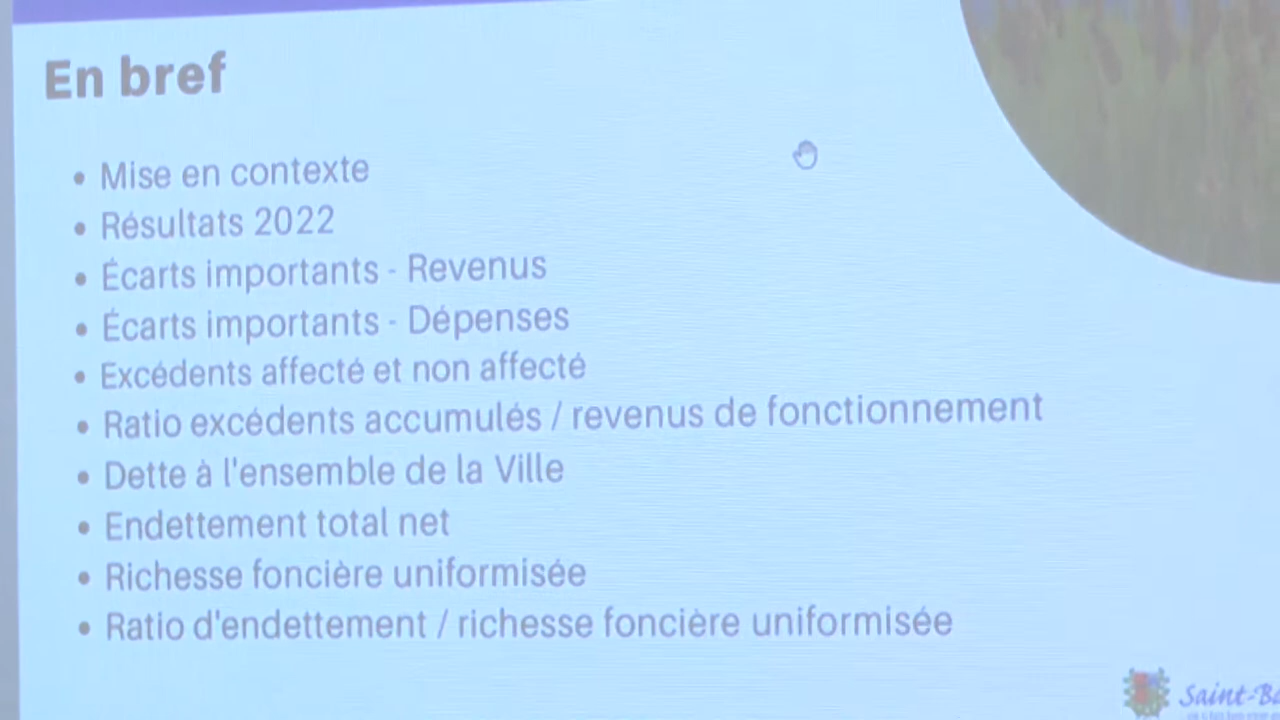 En bref
• Mise en contexte
• Résultats 2022
• Écarts importants - Revenus
• Écarts importants - Dépenses
• Excédents affecté et non affecté
• Ratio excédents accumulés / revenus de fonctionnement
• Dette à l'ensemble de la Ville
• Endettement total net
• Richesse foncière uniformisée
• Ratio d'endettement / richesse foncière uniformisée
Saint-Ba